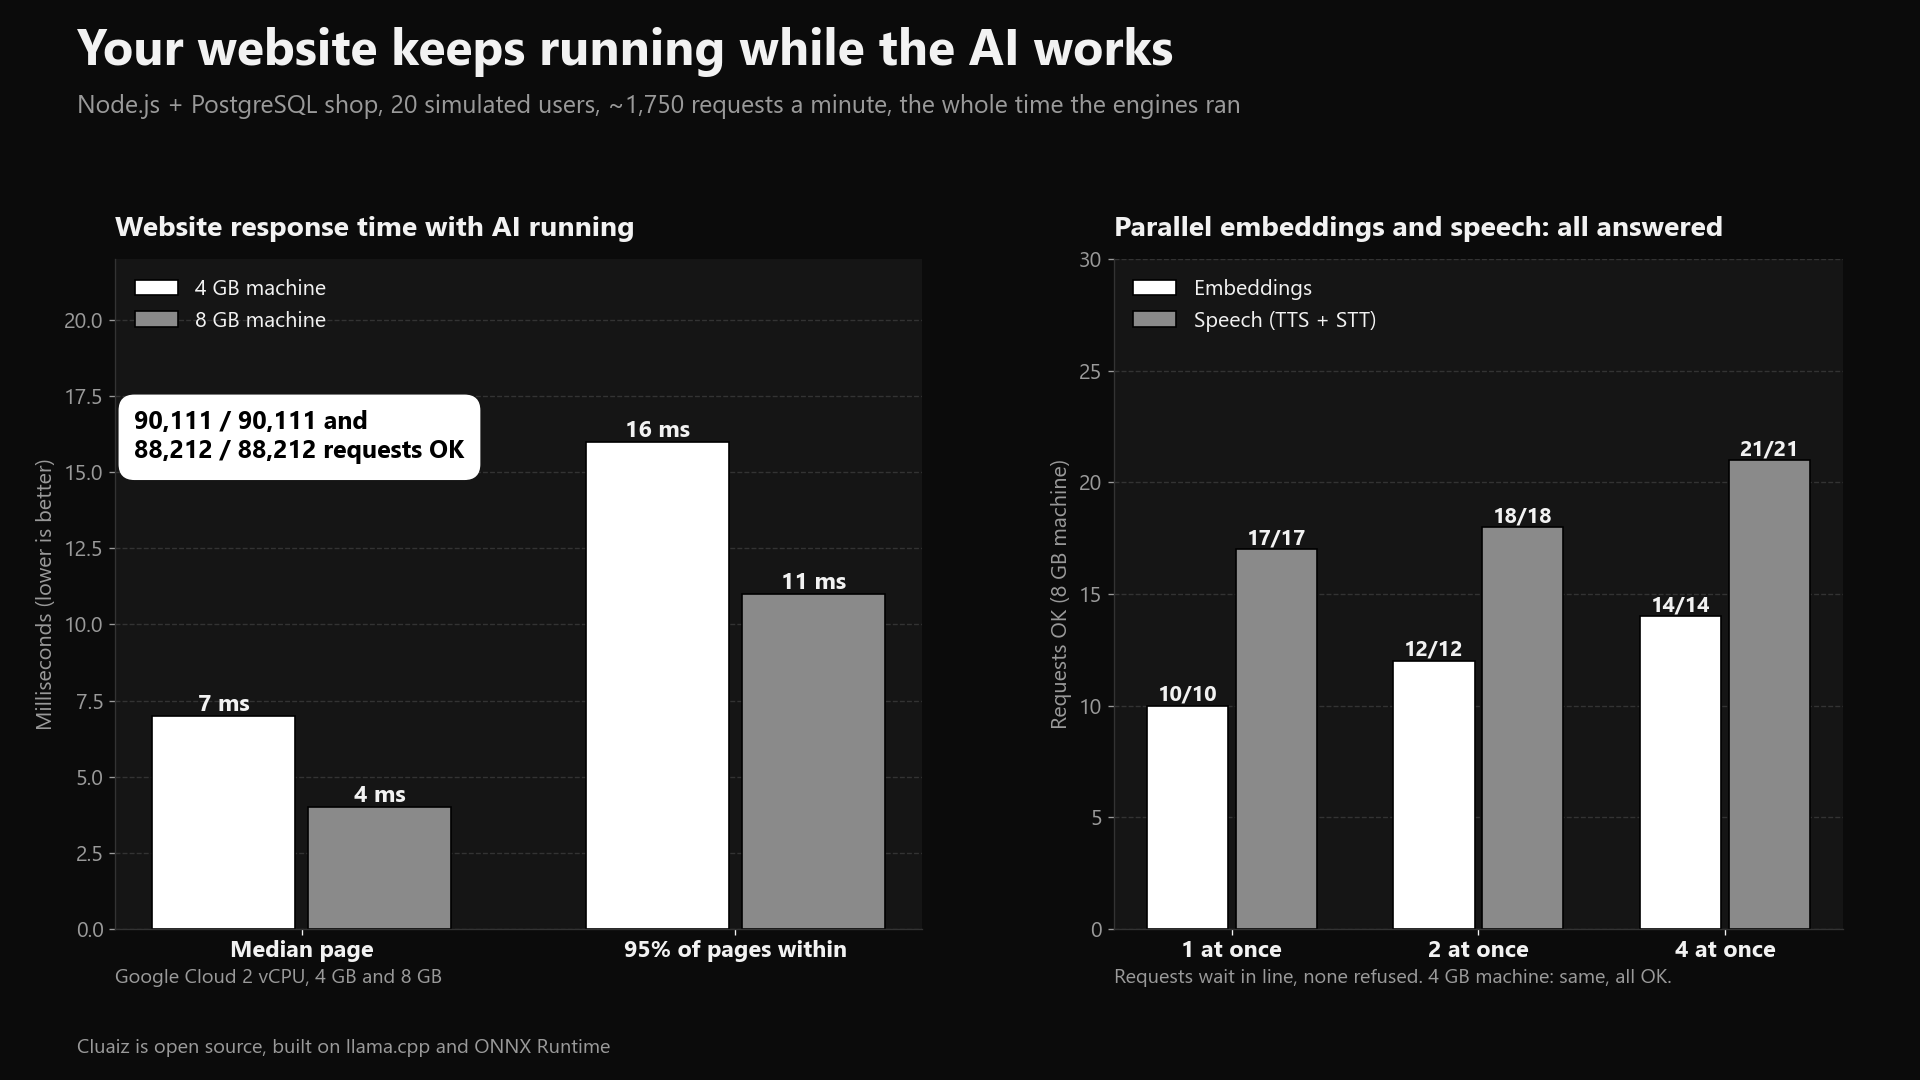 Your website keeps running while the AI works
Node.js + PostgreSQL shop, 20 simulated users, ~1,750 requests a minute, the whole time the engines ran
Website response time with AI running
4 GB machine
8 GB machine
90,111 / 90,111 and
88,212 / 88,212 requests OK
Milliseconds (lower is better)
20.0
17.5
15.0
12.5
10.0
7.5
5.0
2.5
0.0
7 ms
4 ms
16 ms
11 ms
Median page
95% of pages within
Google Cloud 2 vCPU, 4 GB and 8 GB
Parallel embeddings and speech: all answered
Embeddings
Speech (TTS + STT)
Requests OK (8 GB machine)
30
25
20
15
10
5
0
10/10
17/17
12/12
18/18
14/14
21/21
1 at once
2 at once
4 at once
Requests wait in line, none refused. 4 GB machine: same, all OK.
Cluaiz is open source, built on llama.cpp and ONNX Runtime